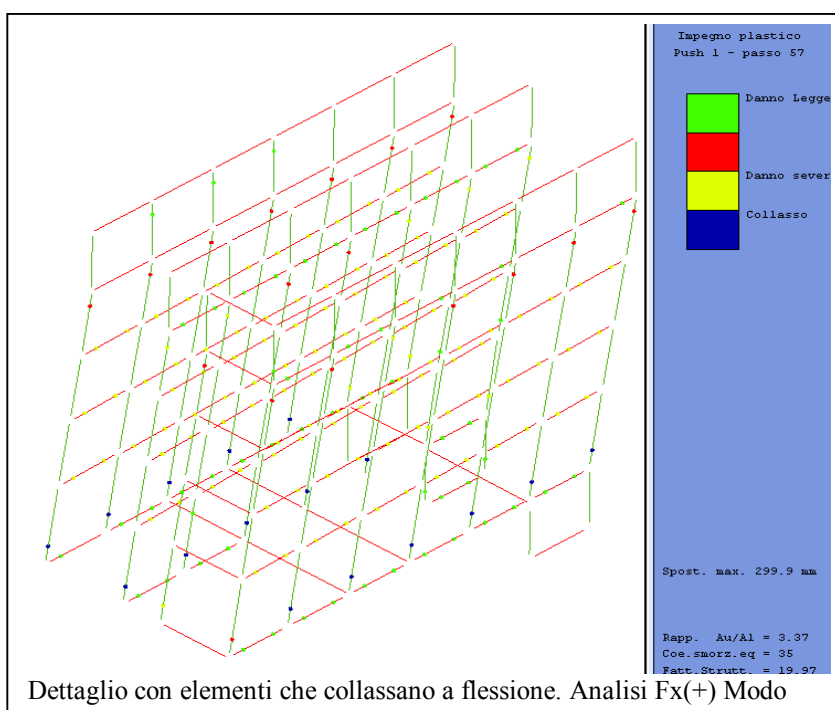 Impegno plastico
Push 1 - passo 57
Danno Legge
Danno sever
Collasso
Spost. max. 299.9 mm
Rapp. Au/Al = 3.37
Coe.smorz.eq = 35
Fatt.Strutt. = 19.97
Dettaglio con elementi che collassano a flessione. Analisi Fx(+) Modo